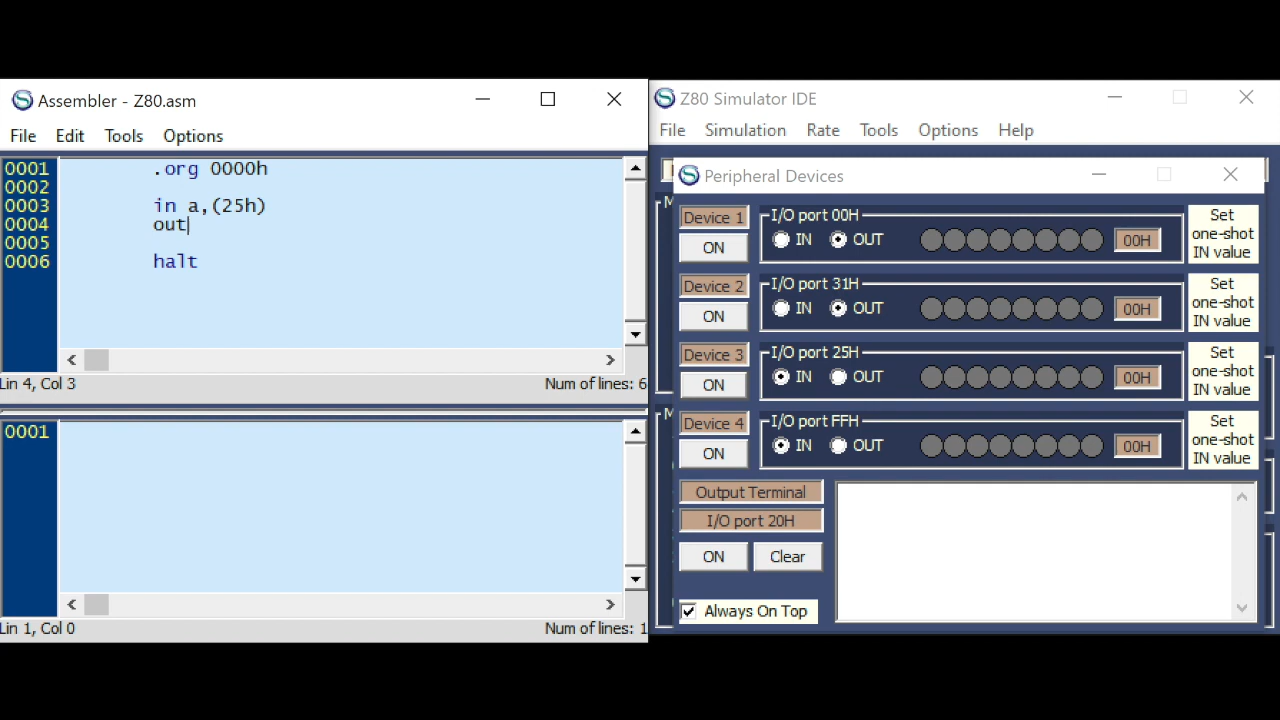 Assembler - Z80.asm
File Edit Tools Options
0001 .org 0000h
0002
0003 in a,(25h)
0004 out
0005
0006 halt
Lin 4, Col 3 Num of lines: 6
0001
Lin 1, Col 0 Num of lines: 1
Z80 Simulator IDE
File Simulation Rate Tools Options Help
M
M
Peripheral Devices
Device 1 I/O port 00H
ON IN OUT 00H
Set
one-shot
IN value
Device 2 I/O port 31H
ON IN OUT 00H
Set
one-shot
IN value
Device 3 I/O port 25H
ON IN OUT 00H
Set
one-shot
IN value
Device 4 I/O port FFH
ON IN OUT 00H
Set
one-shot
IN value
Output Terminal
I/O port 20H
ON Clear
Always On Top